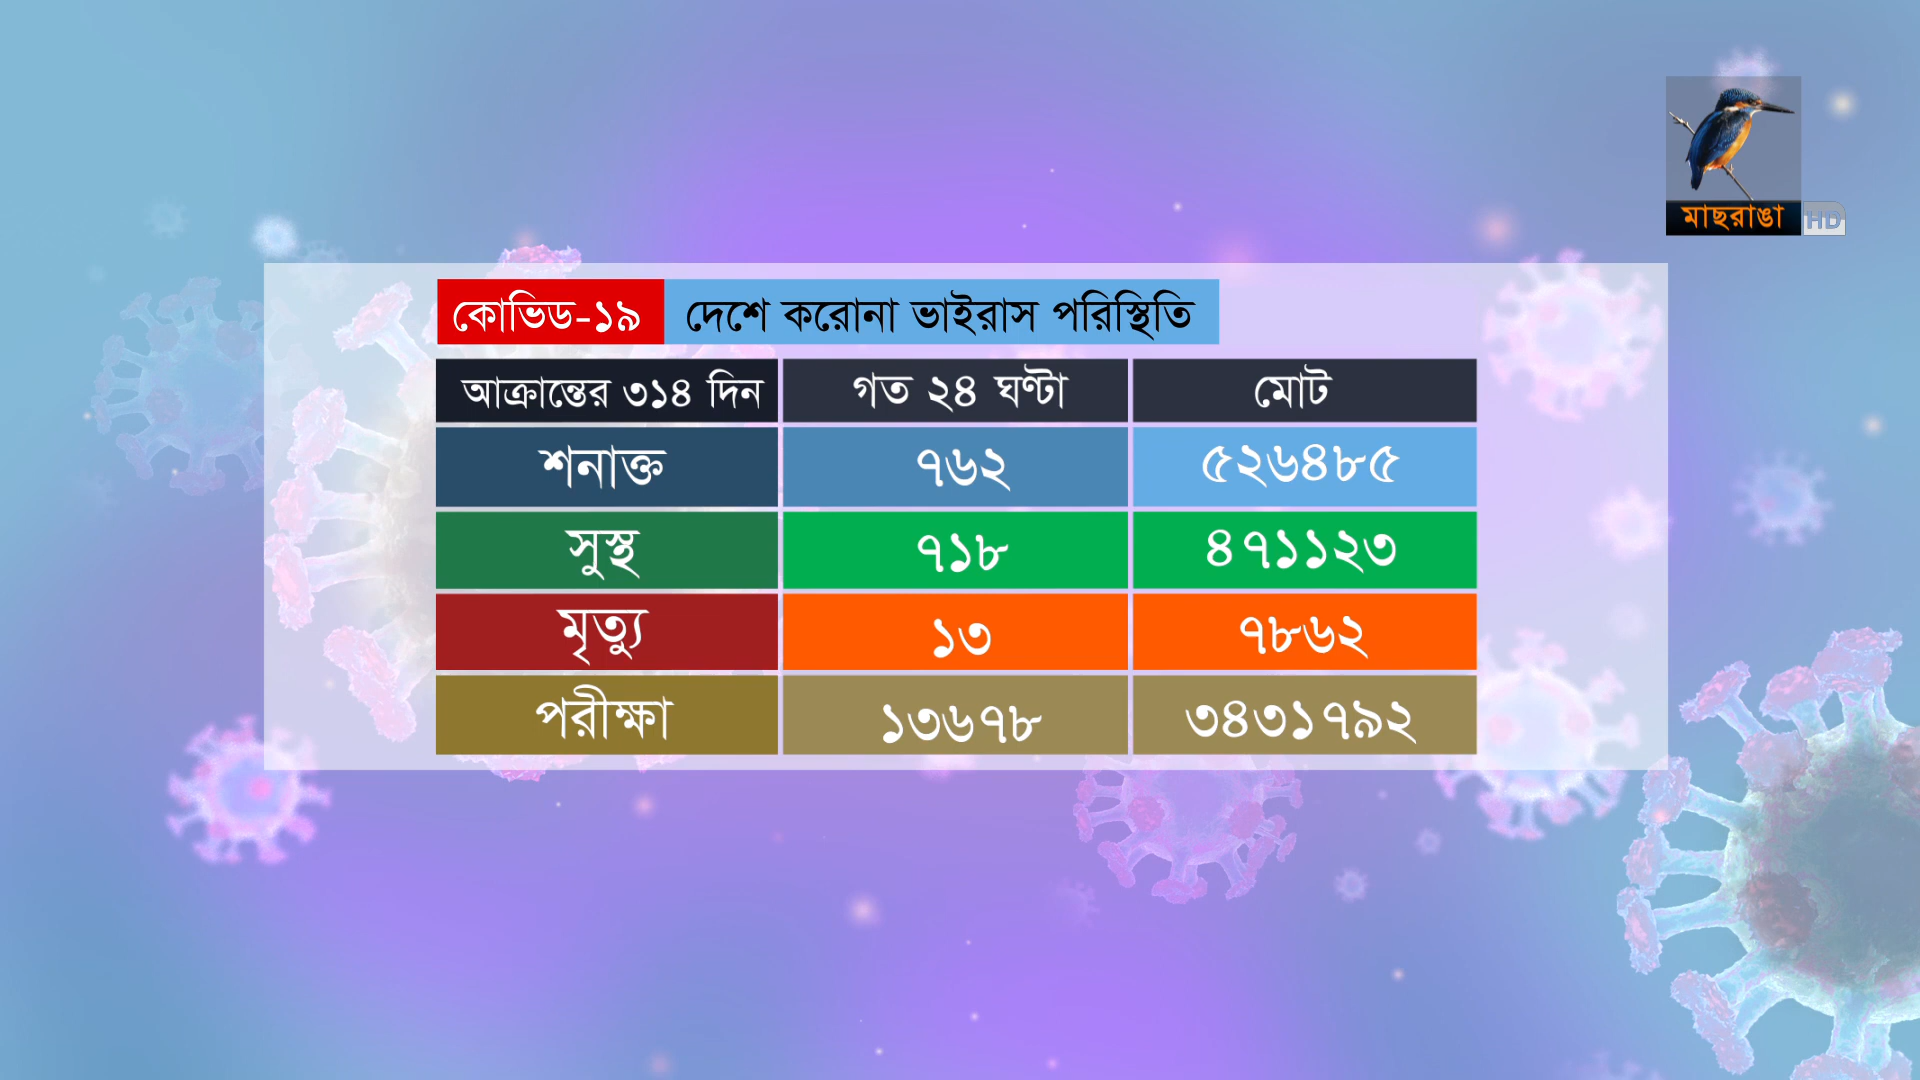 মাছরাঙা HD
কোভিড-১৯ দেশে করোনা ভাইরাস পরিস্থিতি
আক্রান্তের ৩১৪ দিন গত ২৪ ঘণ্টা মোট
শনাক্ত ৭৬২ ৫২৬৪৮৫
সুস্থ ৭১৮ ৪৭১১২৩
মৃত্যু ১৩ ৭৮৬২
পরীক্ষা ১৩৬৭৮ ৩৪৩১৭৯২